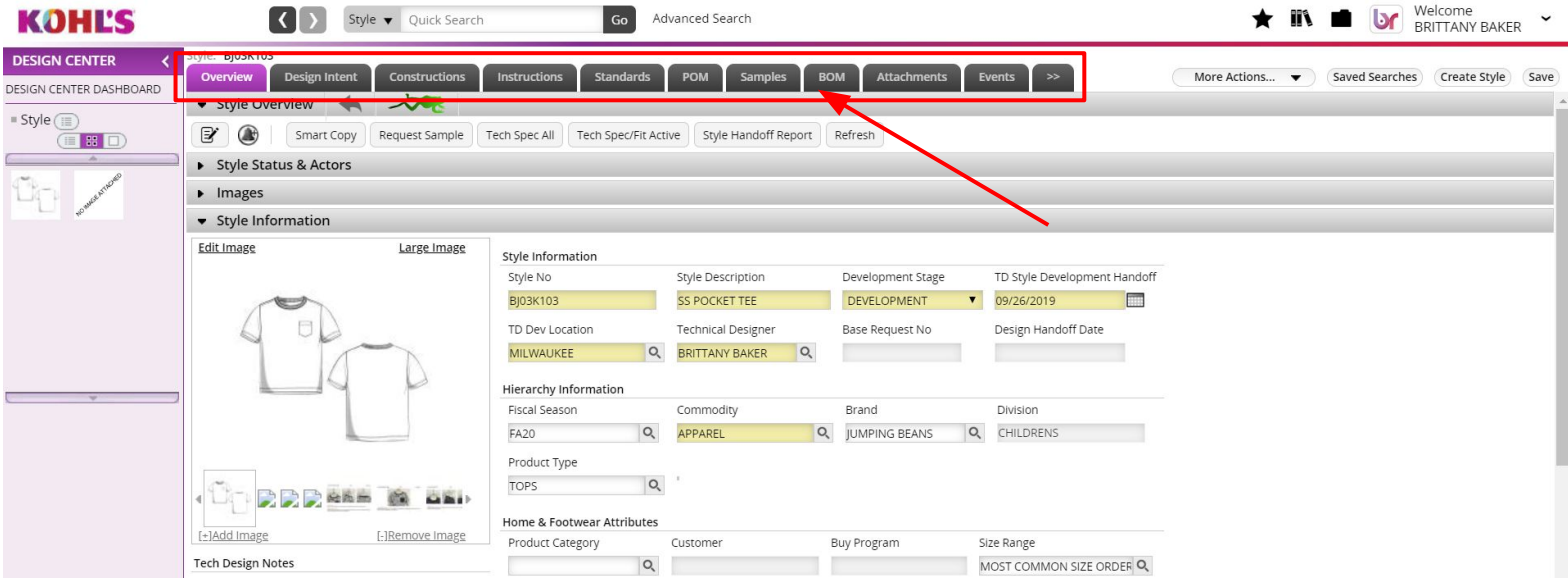 KOHL'S
Style Quick Search Go Advanced Search
Welcome
BRITTANY BAKER
DESIGN CENTER
DESIGN CENTER DASHBOARD
Style
NO IMAGE ATTACHED
Style: BJ03K103
Overview Design Intent Constructions Instructions Standards POM Samples BOM Attachments Events >>
More Actions... Saved Searches Create Style Save
Style Overview
Smart Copy Request Sample Tech Spec All Tech Spec/Fit Active Style Handoff Report Refresh
Style Status & Actors
Images
Style Information
Edit Image Large Image
[+]Add Image [-]Remove Image
Tech Design Notes
Style Information
Style No Style Description Development Stage TD Style Development Handoff
BJ03K103 SS POCKET TEE DEVELOPMENT 09/26/2019
TD Dev Location Technical Designer Base Request No Design Handoff Date
MILWAUKEE BRITTANY BAKER
Hierarchy Information
Fiscal Season Commodity Brand Division
FA20 APPAREL JUMPING BEANS CHILDRENS
Product Type
TOPS
Home & Footwear Attributes
Product Category Customer Buy Program Size Range
MOST COMMON SIZE ORDER